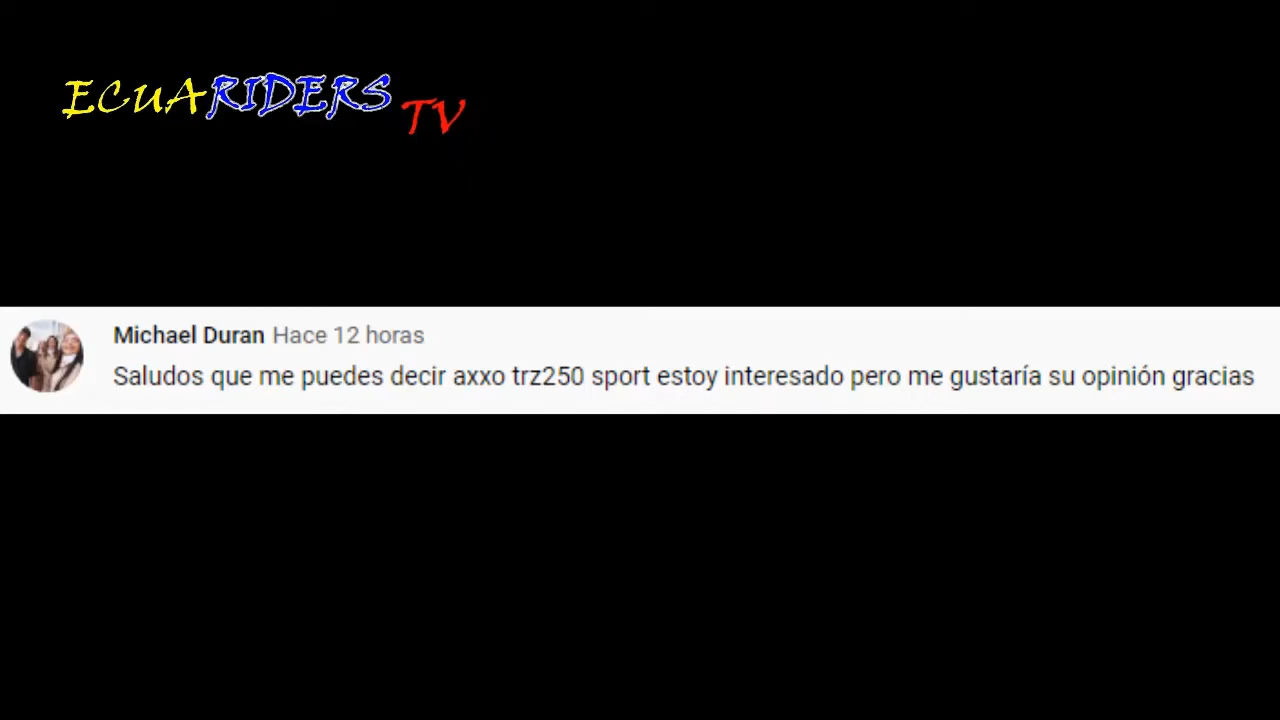 ECUARIDERS TV
Michael Duran Hace 12 horas
Saludos que me puedes decir axxo trz250 sport estoy interesado pero me gustaría su opinión gracias